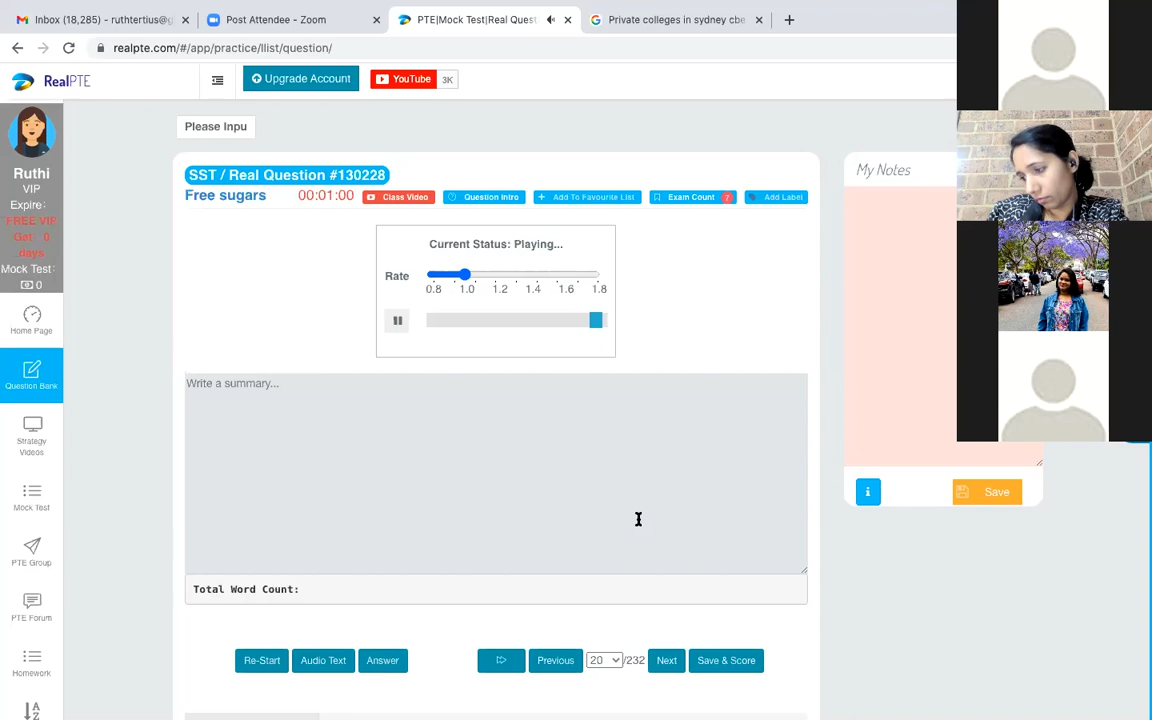 Inbox (18,285) - ruthtertius@g
Post Attendee - Zoom
PTE|Mock Test|Real Quest
Private colleges in sydney cbe
realpte.com/#/app/practice/llist/question/
RealPTE
Upgrade Account
YouTube
3K
Please Inpu
Ruthi
VIP
Expire:
FREE VIP
Get: 0
days
Mock Test:
0
Home Page
Question Bank
Strategy
Videos
Mock Test
PTE Group
PTE Forum
Homework
A
Z
SST / Real Question #130228
Free sugars
00:01:00
Class Video
Question Intro
Add To Favourite List
Exam Count
7
Add Label
Current Status: Playing...
Rate
0.8 1.0 1.2 1.4 1.6 1.8
Write a summary...
Total Word Count:
Re-Start
Audio Text
Answer
Previous
20
/232
Next
Save & Score
My Notes
i
Save